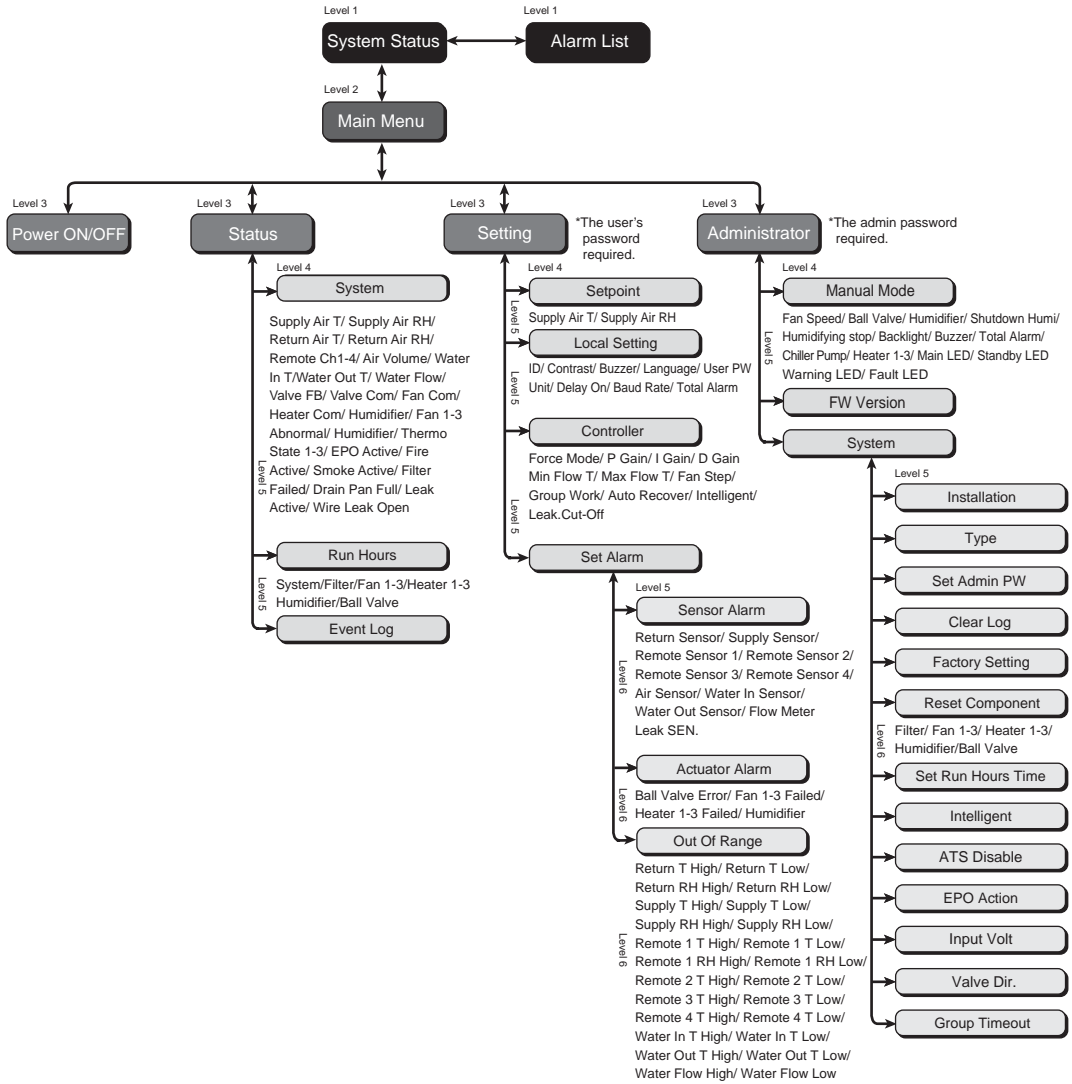 Level 1
System Status
Level 1
Alarm List
Level 2
Main Menu
Level 3
Power ON/OFF
Level 3
Status
Level 4
System
Supply Air T/ Supply Air RH/
Return Air T/ Return Air RH/
Remote Ch1-4/ Air Volume/ Water
In T/Water Out T/ Water Flow/
Valve FB/ Valve Com/ Fan Com/
Heater Com/ Humidifier/ Fan 1-3
Abnormal/ Humidifier/ Thermo
State 1-3/ EPO Active/ Fire
Active/ Smoke Active/ Filter
Failed/ Drain Pan Full/ Leak
Active/ Wire Leak Open
Level 5
Run Hours
System/Filter/Fan 1-3/Heater 1-3
Humidifier/Ball Valve
Level 5
Event Log
Level 3
Setting
*The user's
password
required.
Level 4
Setpoint
Supply Air T/ Supply Air RH
Level 5
Local Setting
ID/ Contrast/ Buzzer/ Language/ User PW
Unit/ Delay On/ Baud Rate/ Total Alarm
Level 5
Controller
Force Mode/ P Gain/ I Gain/ D Gain
Min Flow T/ Max Flow T/ Fan Step/
Group Work/ Auto Recover/ Intelligent/
Leak.Cut-Off
Level 5
Set Alarm
Level 5
Sensor Alarm
Return Sensor/ Supply Sensor/
Remote Sensor 1/ Remote Sensor 2/
Remote Sensor 3/ Remote Sensor 4/
Air Sensor/ Water In Sensor/
Water Out Sensor/ Flow Meter
Leak SEN.
Level 6
Actuator Alarm
Ball Valve Error/ Fan 1-3 Failed/
Heater 1-3 Failed/ Humidifier
Level 6
Out Of Range
Return T High/ Return T Low/
Return RH High/ Return RH Low/
Supply T High/ Supply T Low/
Supply RH High/ Supply RH Low/
Remote 1 T High/ Remote 1 T Low/
Remote 1 RH High/ Remote 1 RH Low/
Remote 2 T High/ Remote 2 T Low/
Remote 3 T High/ Remote 3 T Low/
Remote 4 T High/ Remote 4 T Low/
Water In T High/ Water In T Low/
Water Out T High/ Water Out T Low/
Water Flow High/ Water Flow Low
Level 6
Level 3
Administrator
*The admin password
required.
Level 4
Manual Mode
Fan Speed/ Ball Valve/ Humidifier/ Shutdown Humi/
Humidifying stop/ Backlight/ Buzzer/ Total Alarm/
Chiller Pump/ Heater 1-3/ Main LED/ Standby LED
Warning LED/ Fault LED
Level 5
FW Version
System
Level 5
Installation
Type
Set Admin PW
Clear Log
Factory Setting
Reset Component
Filter/ Fan 1-3/ Heater 1-3/
Humidifier/Ball Valve
Level 6
Set Run Hours Time
Intelligent
ATS Disable
EPO Action
Input Volt
Valve Dir.
Group Timeout